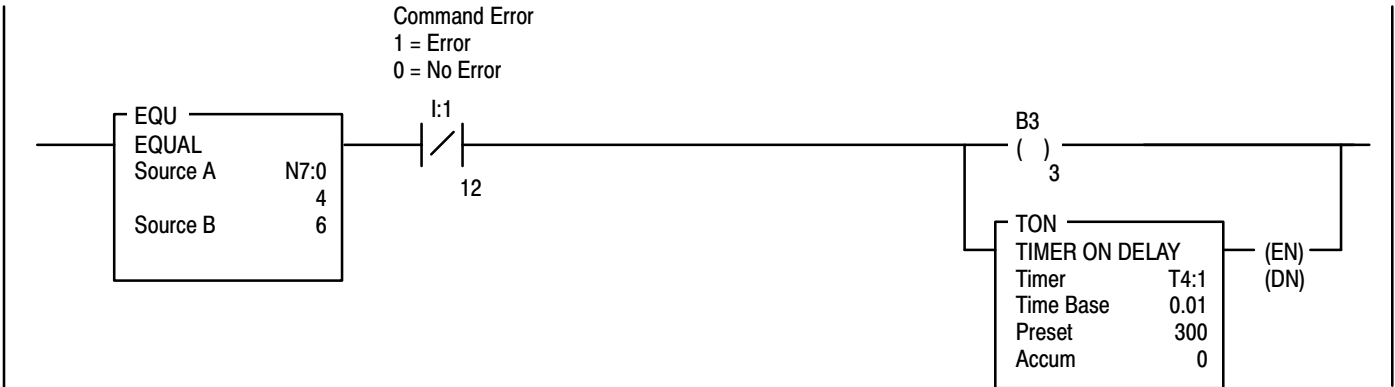 Command Error
1 = Error
0 = No Error
EQU
EQUAL
Source A N7:0
4
Source B 6
I:1
12
B3
( )
3
TON
TIMER ON DELAY
Timer T4:1
Time Base 0.01
Preset 300
Accum 0
(EN)
(DN)